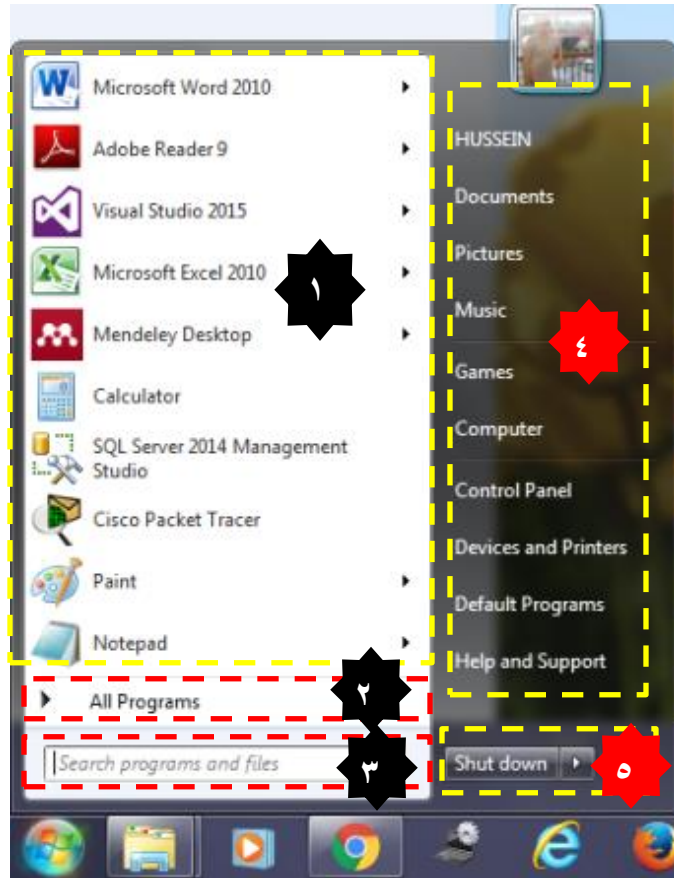 Microsoft Word 2010
Adobe Reader 9
Visual Studio 2015
Microsoft Excel 2010
١
Mendeley Desktop
Calculator
SQL Server 2014 Management
Studio
Cisco Packet Tracer
Paint
Notepad
All Programs
٢
Search programs and files
٣
HUSSEIN
Documents
Pictures
Music
٤
Games
Computer
Control Panel
Devices and Printers
Default Programs
Help and Support
Shut down
٥